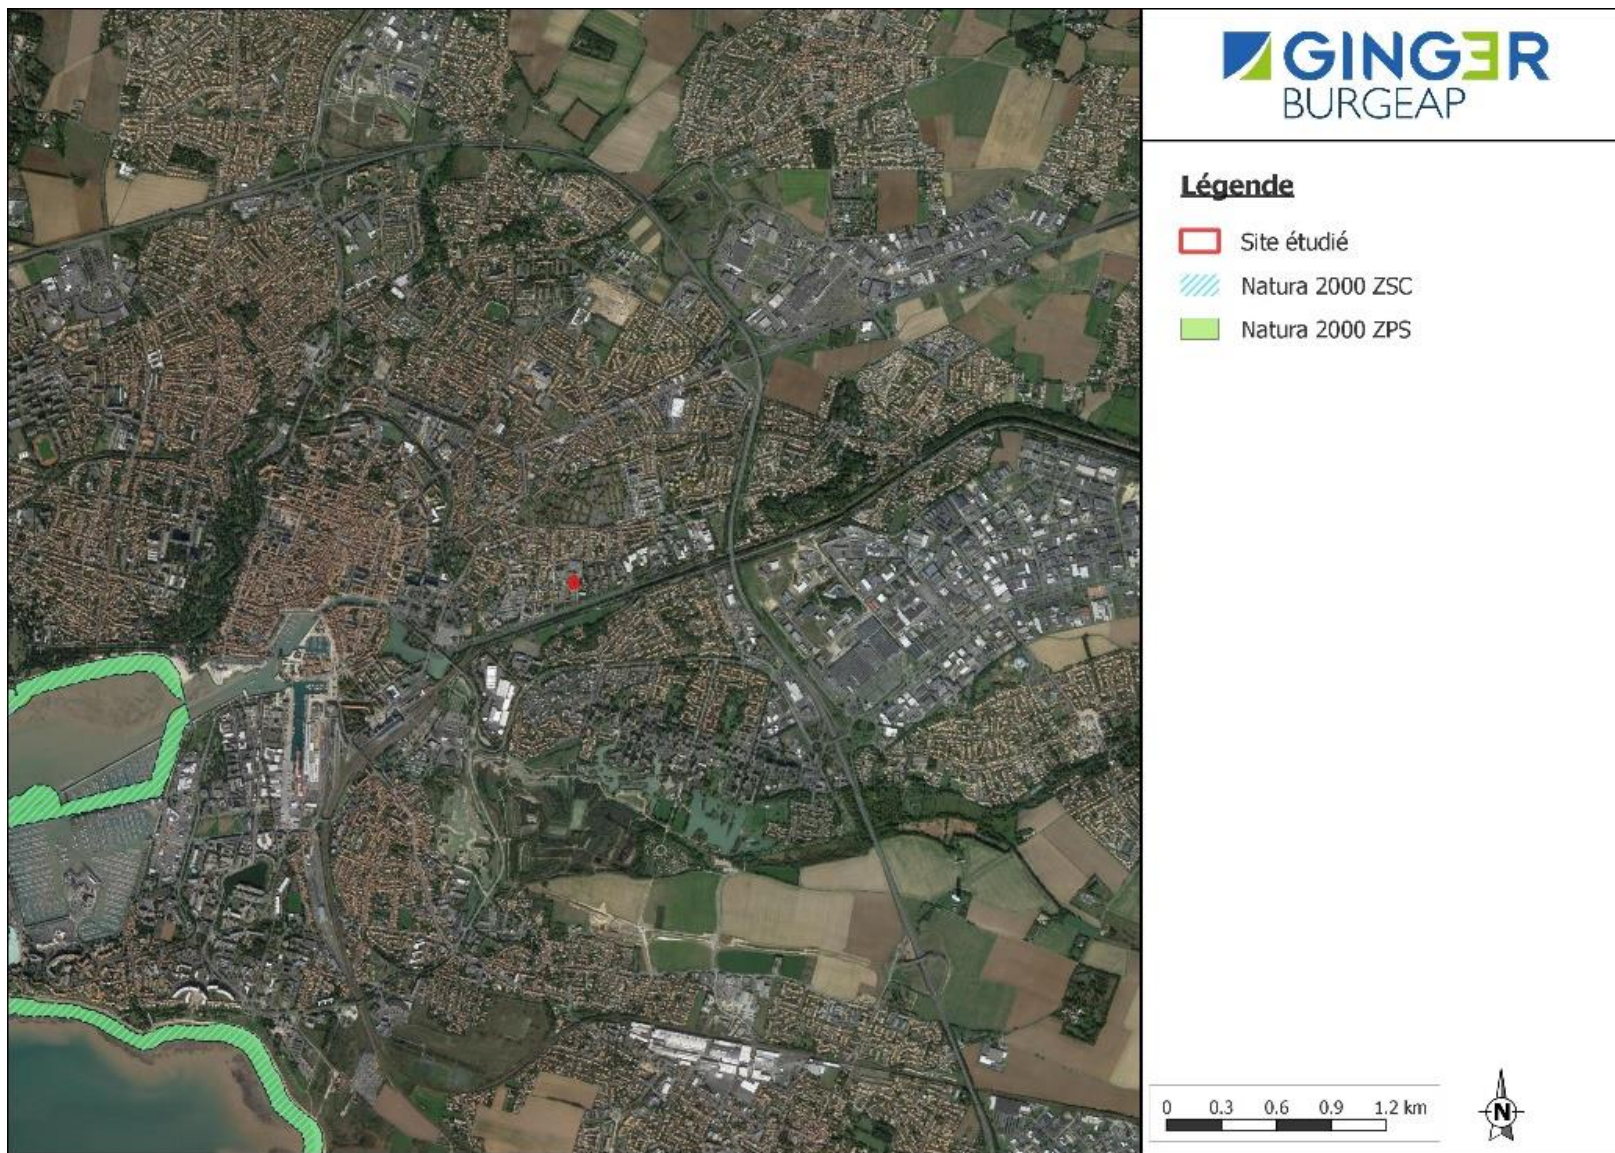 GINGER
BURGEAP
Légende
Site étudié
Natura 2000 ZSC
Natura 2000 ZPS
0 0.3 0.6 0.9 1.2 km
N